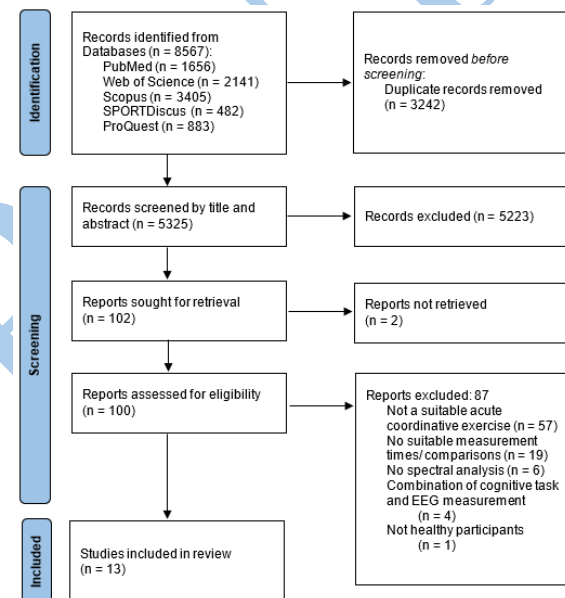 Identification
Records identified from
Databases (n = 8567):
PubMed (n = 1656)
Web of Science (n = 2141)
Scopus (n = 3405)
SPORTDiscus (n = 482)
ProQuest (n = 883)
Records removed before
screening:
Duplicate records removed
(n = 3242)
Screening
Records screened by title and
abstract (n = 5325)
Records excluded (n = 5223)
Reports sought for retrieval
(n = 102)
Reports not retrieved
(n = 2)
Reports assessed for eligibility
(n = 100)
Reports excluded: 87
Not a suitable acute
coordinative exercise (n = 57)
No suitable measurement
times/ comparisons (n = 19)
No spectral analysis (n = 6)
Combination of cognitive task
and EEG measurement
(n = 4)
Not healthy participants
(n = 1)
Included
Studies included in review
(n = 13)